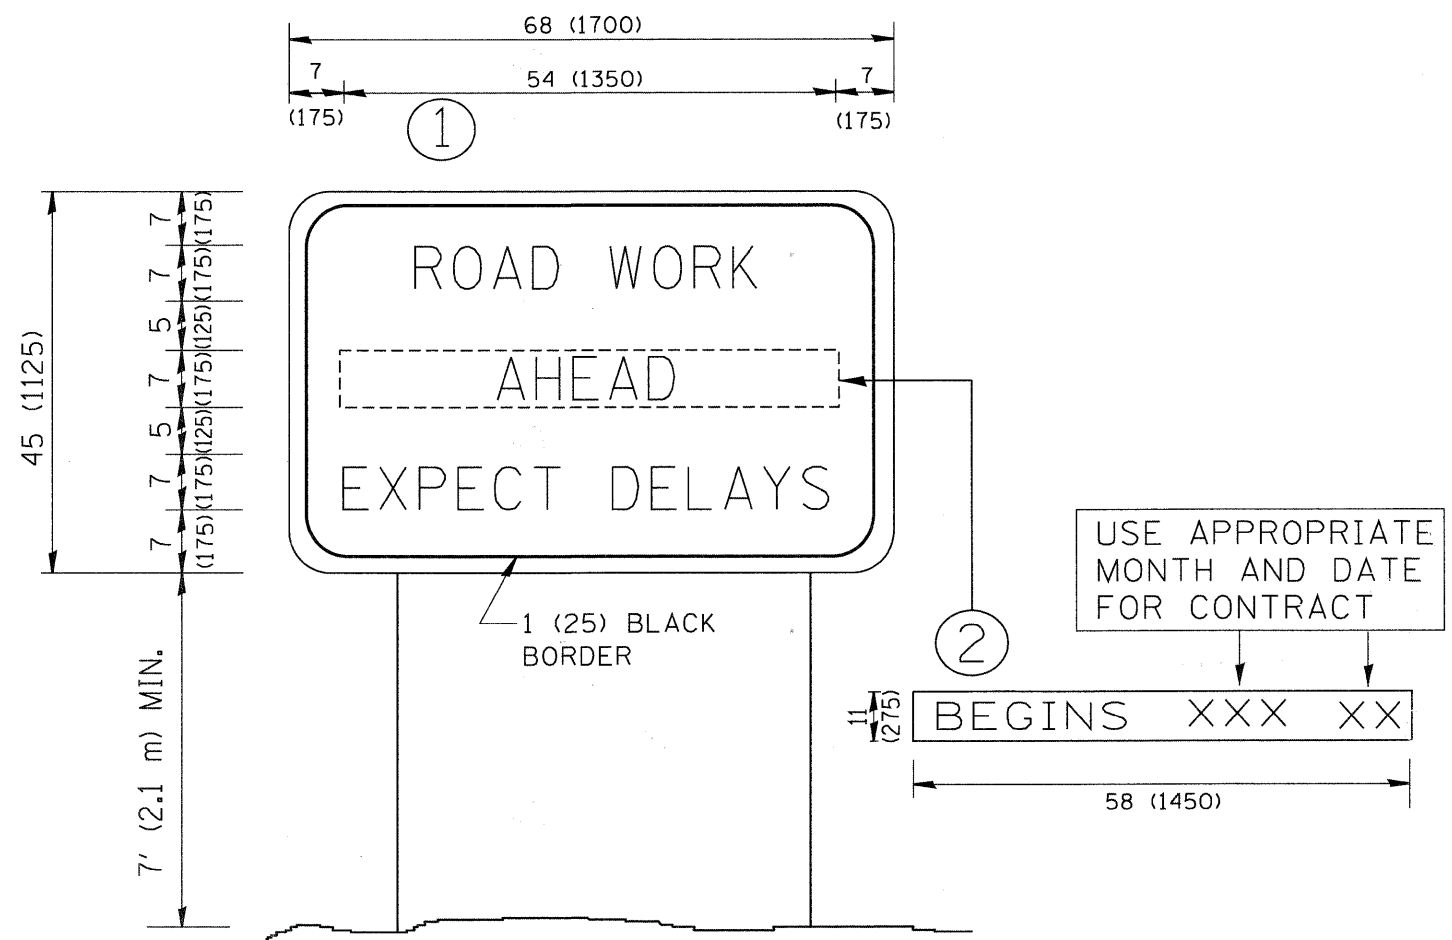 68 (1700)
7
54 (1350)
7
(175)
(175)
1
45 (1125)
7
(175)
7
(175)
5
(125)
7
(175)
5
(125)
7
(175)
7
(175)
ROAD WORK
AHEAD
EXPECT DELAYS
1 (25) BLACK
BORDER
7' (2.1 m) MIN.
2
USE APPROPRIATE
MONTH AND DATE
FOR CONTRACT
11
(275)
BEGINS XXX XX
58 (1450)